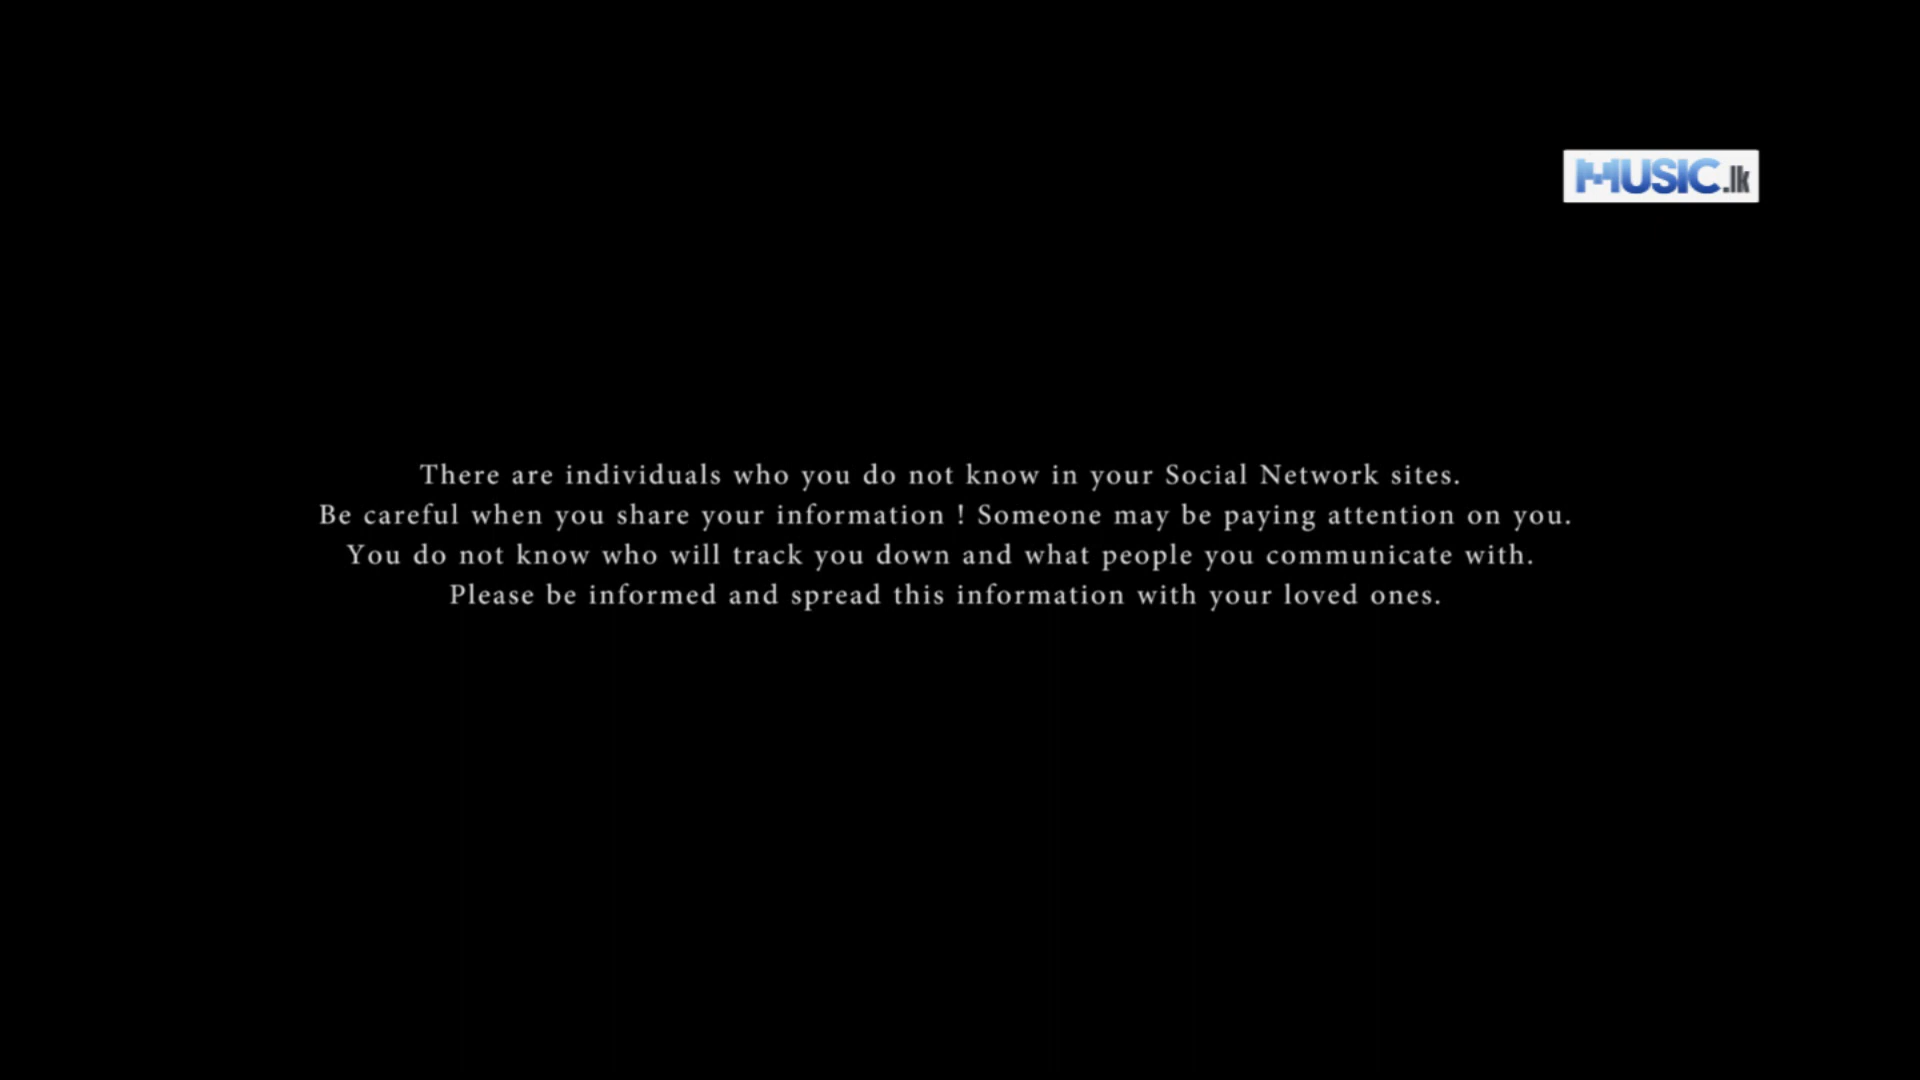 MUSIC.lk
There are individuals who you do not know in your Social Network sites.
Be careful when you share your information ! Someone may be paying attention on you.
You do not know who will track you down and what people you communicate with.
Please be informed and spread this information with your loved ones.